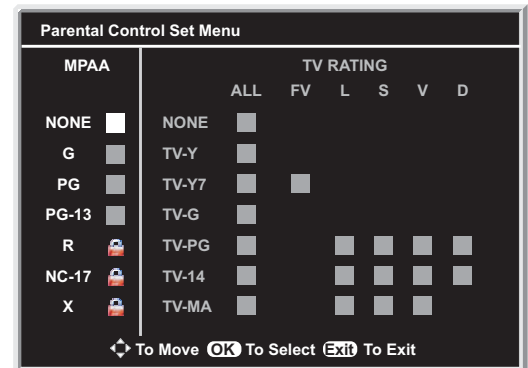 Parental Control Set Menu
MPAA TV RATING
ALL FV L S V D
NONE NONE
G TV-Y
PG TV-Y7
PG-13 TV-G
R TV-PG
NC-17 TV-14
X TV-MA
To Move OK To Select Exit To Exit